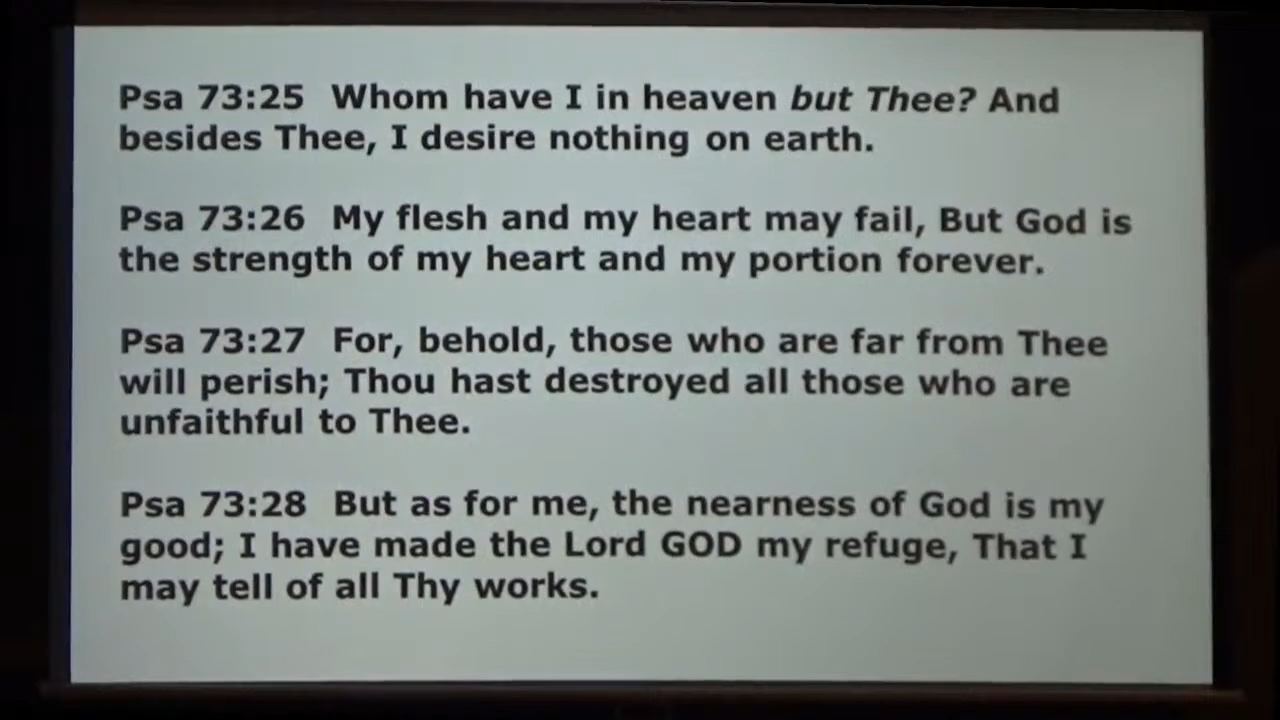 Psa 73:25 Whom have I in heaven but Thee? And
besides Thee, I desire nothing on earth.
Psa 73:26 My flesh and my heart may fail, But God is
the strength of my heart and my portion forever.
Psa 73:27 For, behold, those who are far from Thee
will perish; Thou hast destroyed all those who are
unfaithful to Thee.
Psa 73:28 But as for me, the nearness of God is my
good; I have made the Lord GOD my refuge, That I
may tell of all Thy works.